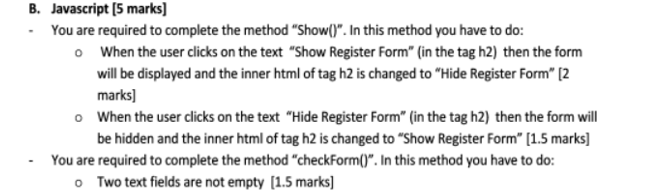 B. Javascript [5 marks]
- You are required to complete the method "Show()". In this method you have to do:
o When the user clicks on the text "Show Register Form" (in the tag h2) then the form
will be displayed and the inner html of tag h2 is changed to "Hide Register Form" [2
marks]
o When the user clicks on the text "Hide Register Form" (in the tag h2) then the form will
be hidden and the inner html of tag h2 is changed to "Show Register Form" [1.5 marks]
- You are required to complete the method "checkForm()". In this method you have to do:
o Two text fields are not empty [1.5 marks]